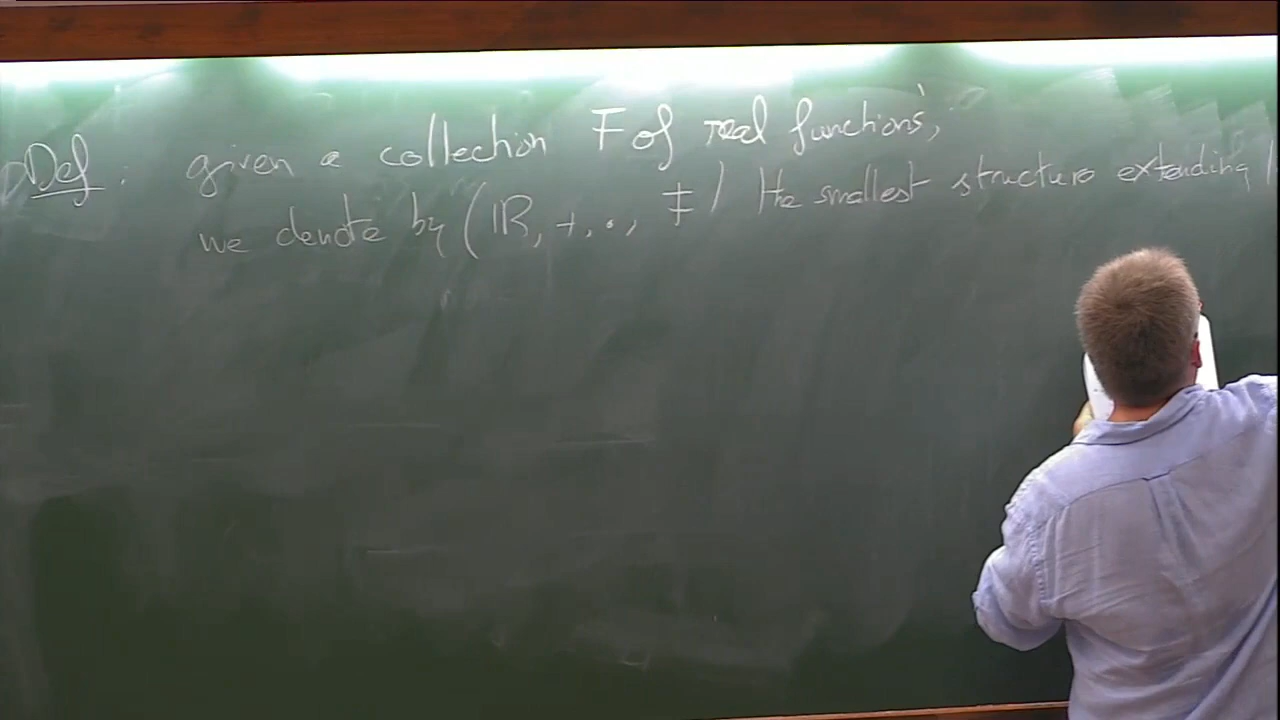 Def : given a collection F of real functions,
we denote by (ℝ, +, ., F) the smallest structure extending